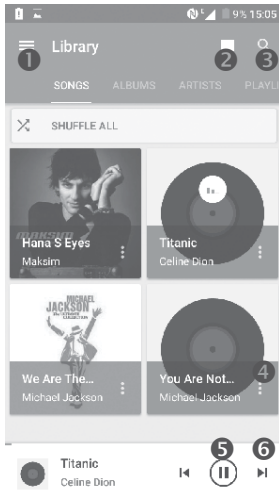 9% 15:05
Library
1 2 3
SONGS ALBUMS ARTISTS PLAYLI
SHUFFLE ALL
MAKSIM
Hana S Eyes
Maksim
Titanic
Celine Dion
MICHAEL
JACKSON
We Are The...
Michael Jackson
You Are Not...
Michael Jackson
4
5 6
Titanic
Celine Dion